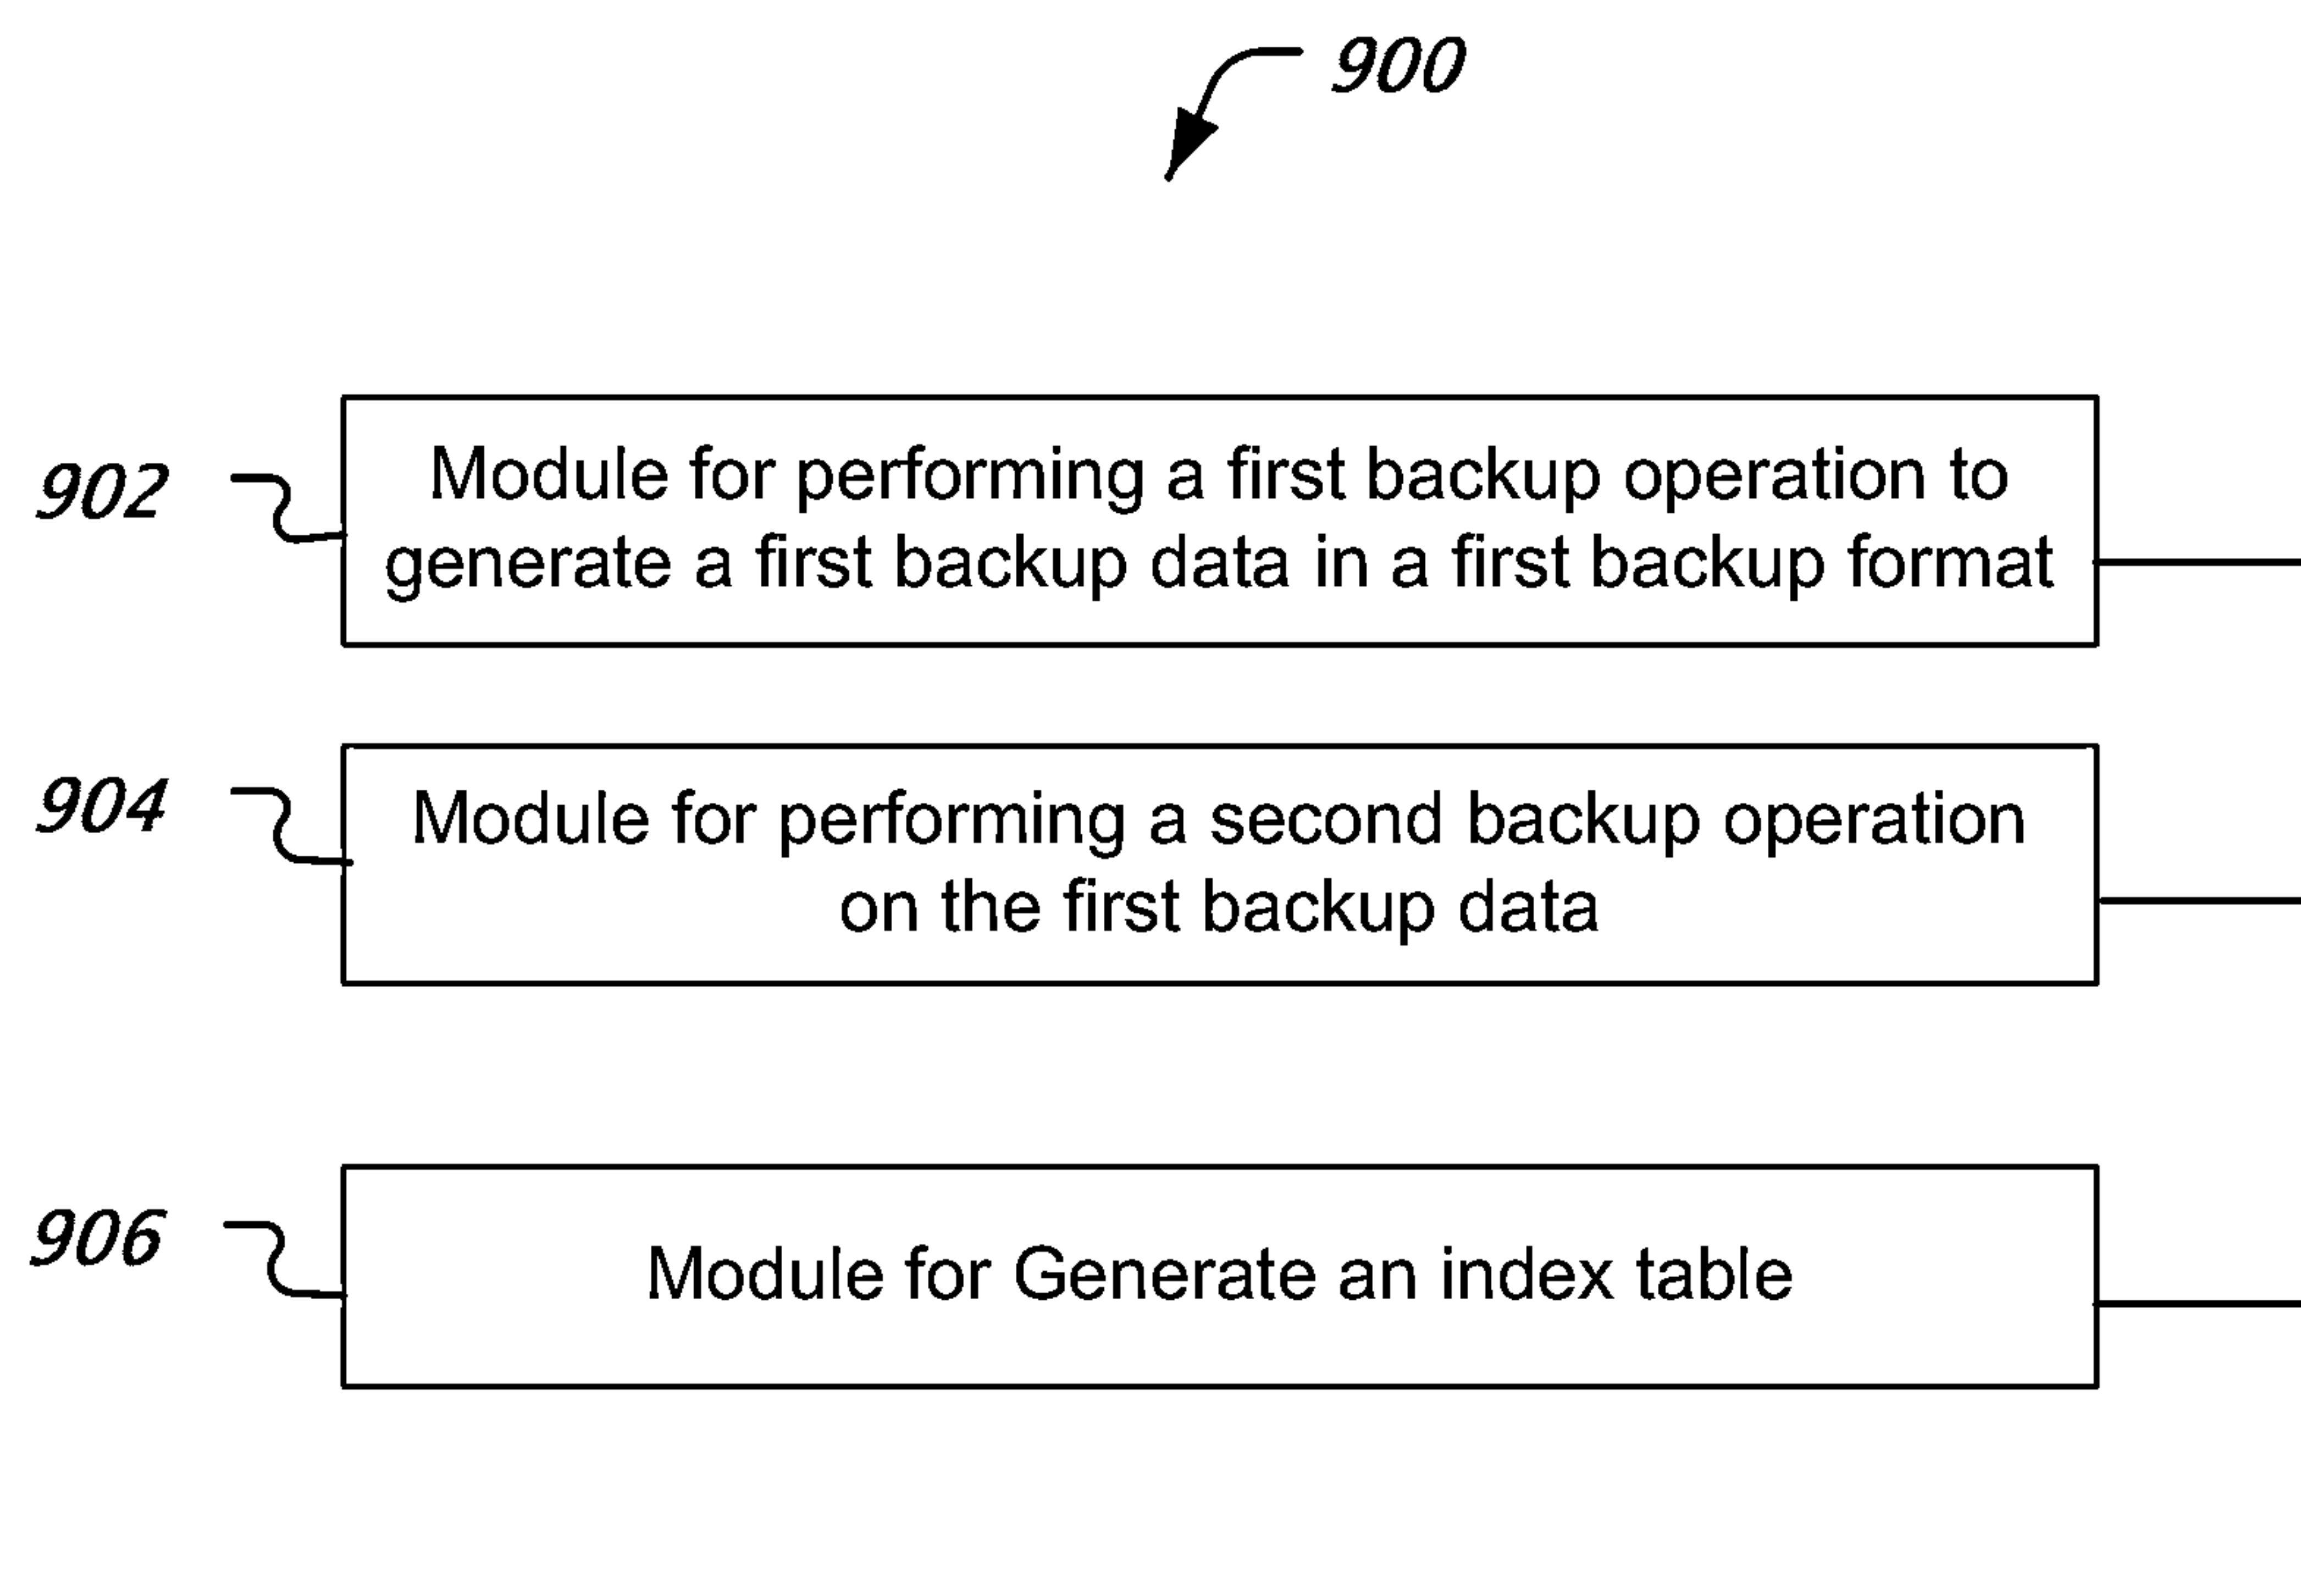 900
902
Module for performing a first backup operation to
generate a first backup data in a first backup format
904
Module for performing a second backup operation
on the first backup data
906
Module for Generate an index table